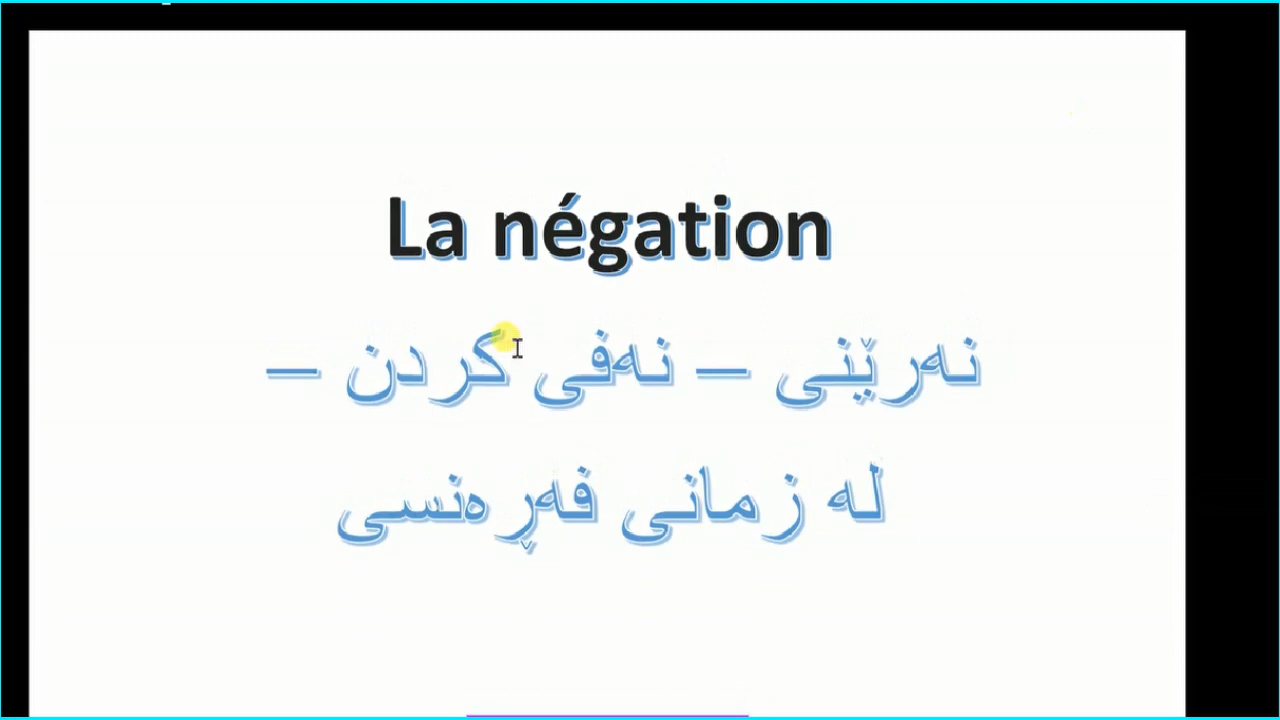 La négation
نەرێنی – نەفی کردن –
لە زمانی فەڕەنسی